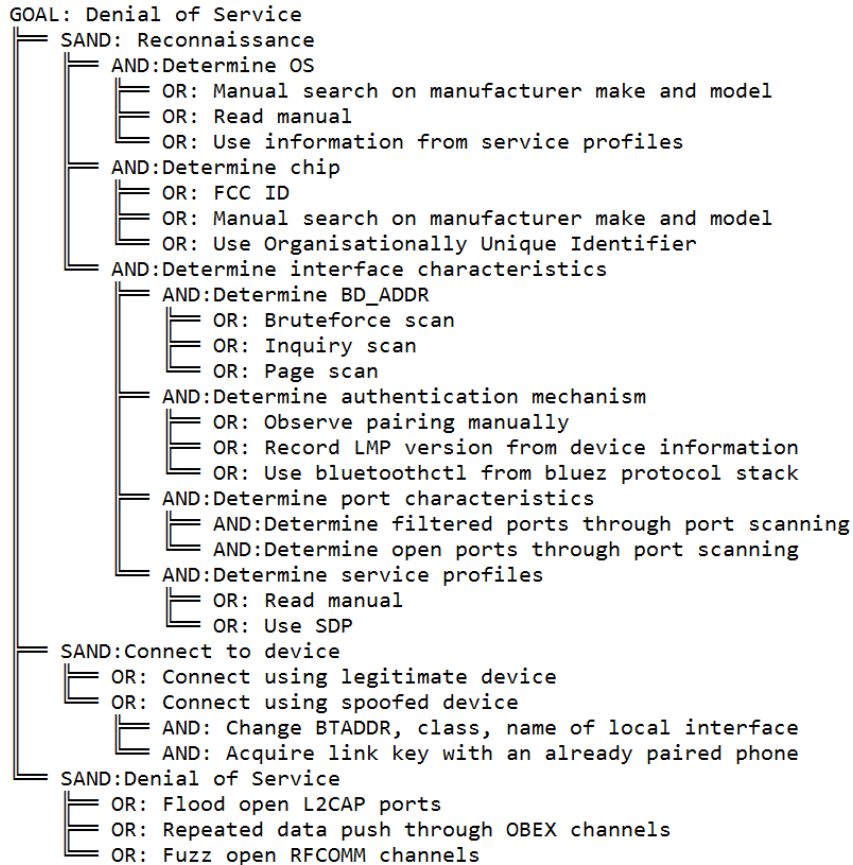 GOAL: Denial of Service
SAND: Reconnaissance
AND:Determine OS
OR: Manual search on manufacturer make and model
OR: Read manual
OR: Use information from service profiles
AND:Determine chip
OR: FCC ID
OR: Manual search on manufacturer make and model
OR: Use Organisationally Unique Identifier
AND:Determine interface characteristics
AND:Determine BD_ADDR
OR: Bruteforce scan
OR: Inquiry scan
OR: Page scan
AND:Determine authentication mechanism
OR: Observe pairing manually
OR: Record LMP version from device information
OR: Use bluetoothctl from bluez protocol stack
AND:Determine port characteristics
AND:Determine filtered ports through port scanning
AND:Determine open ports through port scanning
AND:Determine service profiles
OR: Read manual
OR: Use SDP
SAND:Connect to device
OR: Connect using legitimate device
OR: Connect using spoofed device
AND: Change BTADDR, class, name of local interface
AND: Acquire link key with an already paired phone
SAND:Denial of Service
OR: Flood open L2CAP ports
OR: Repeated data push through OBEX channels
OR: Fuzz open RFCOMM channels